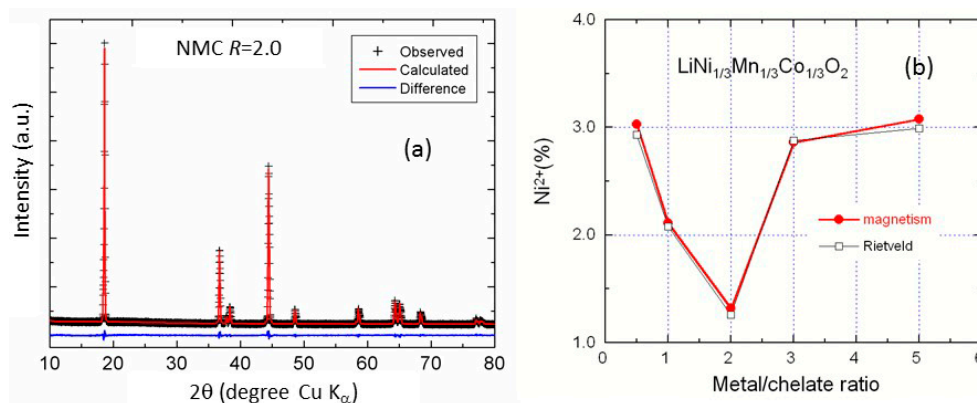 NMC R=2.0
Observed
Calculated
Difference
(a)
Intensity (a.u.)
10 20 30 40 50 60 70 80
2θ (degree Cu Kα)
LiNi1/3Mn1/3Co1/3O2
(b)
4.0
3.0
2.0
1.0
Ni2+(%)
magnetism
Rietveld
0 1 2 3 4 5 6
Metal/chelate ratio